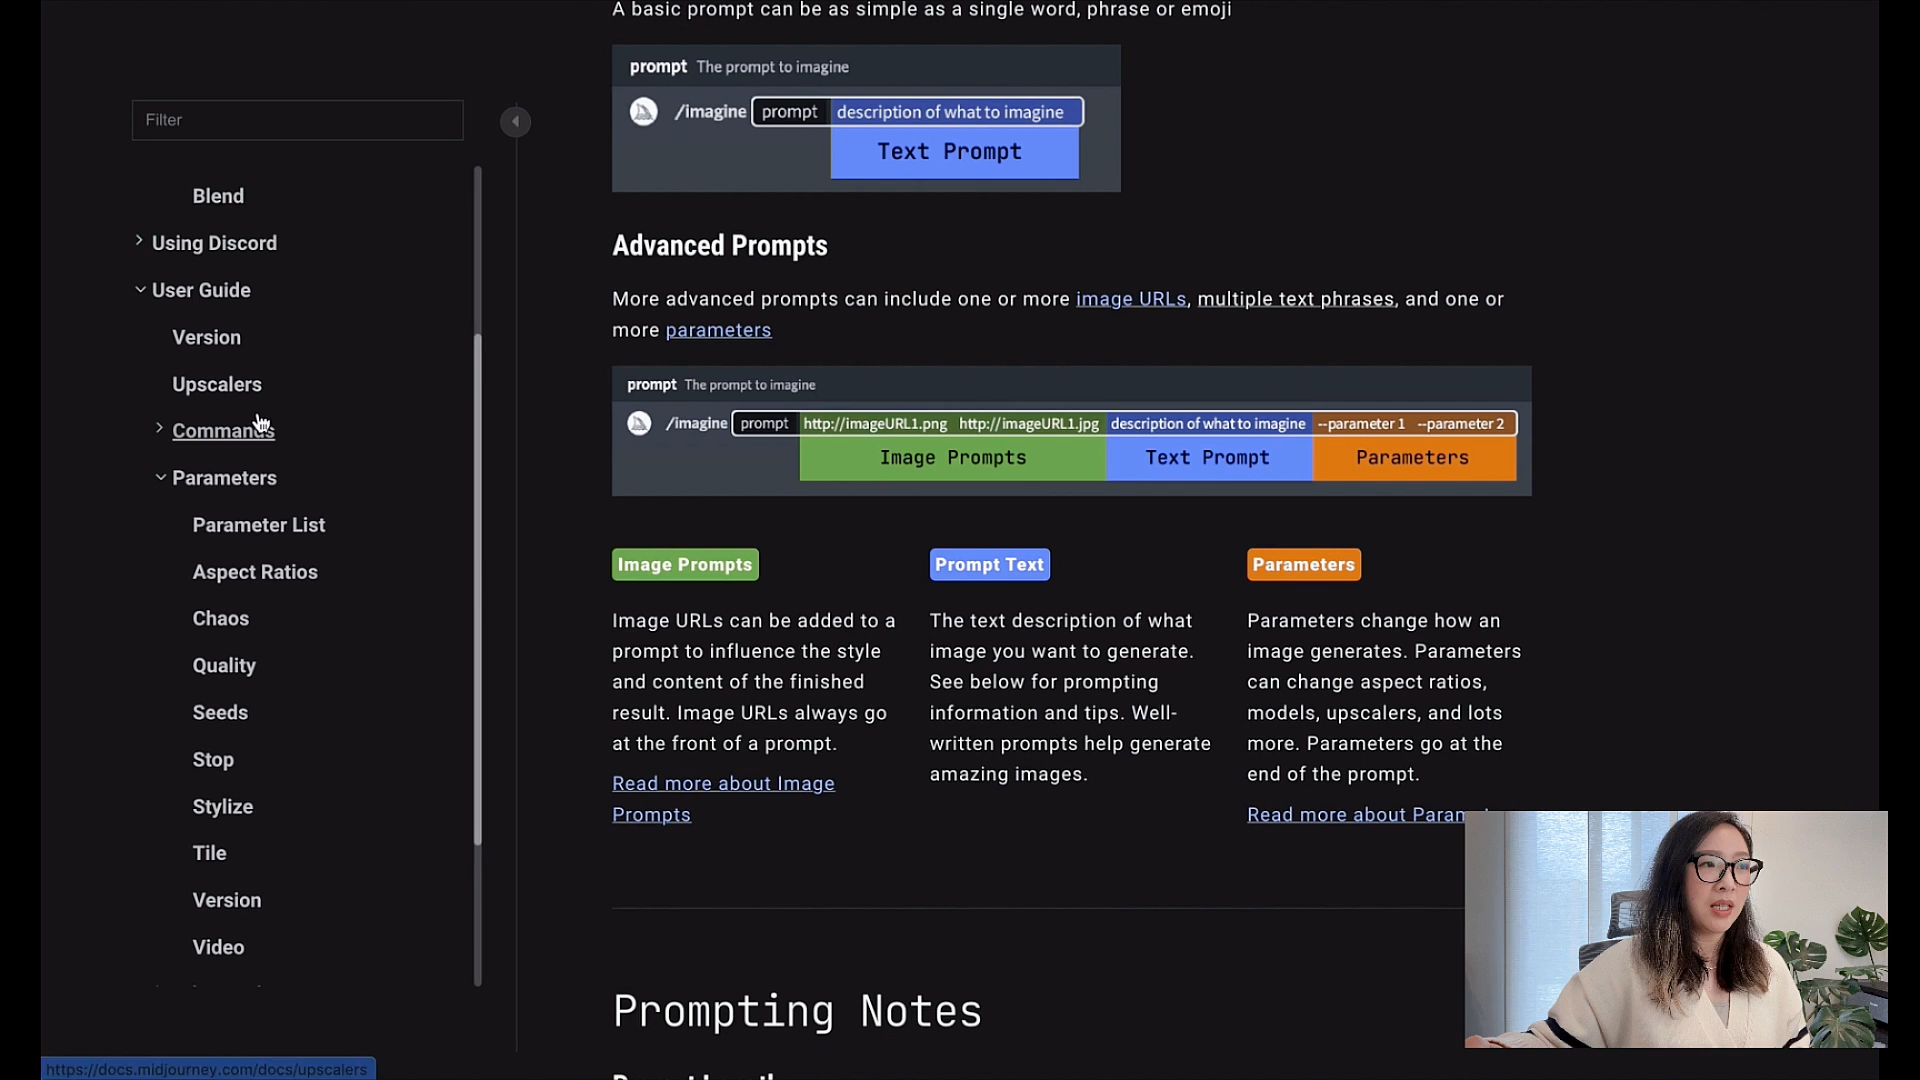 A basic prompt can be as simple as a single word, phrase or emoji
prompt The prompt to imagine
/imagine prompt description of what to imagine
Text Prompt
Filter
Blend
Using Discord
User Guide
Version
Upscalers
Commands
Parameters
Parameter List
Aspect Ratios
Chaos
Quality
Seeds
Stop
Stylize
Tile
Version
Video
Advanced Prompts
More advanced prompts can include one or more image URLs, multiple text phrases, and one or
more parameters
prompt The prompt to imagine
/imagine prompt http://imageURL1.png http://imageURL1.jpg description of what to imagine --parameter 1 --parameter 2
Image Prompts Text Prompt Parameters
Image Prompts
Image URLs can be added to a
prompt to influence the style
and content of the finished
result. Image URLs always go
at the front of a prompt.
Read more about Image
Prompts
Prompt Text
The text description of what
image you want to generate.
See below for prompting
information and tips. Well-
written prompts help generate
amazing images.
Parameters
Parameters change how an
image generates. Parameters
can change aspect ratios,
models, upscalers, and lots
more. Parameters go at the
end of the prompt.
Read more about Param
Prompting Notes
https://docs.midjourney.com/docs/upscalers